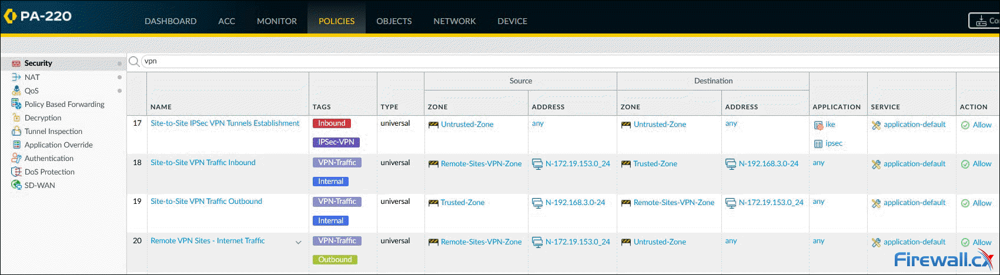 PA-220 DASHBOARD ACC MONITOR POLICIES OBJECTS NETWORK DEVICE
Security
NAT
QoS
Policy Based Forwarding
Decryption
Tunnel Inspection
Application Override
Authentication
DoS Protection
SD-WAN
vpn
Source Destination
NAME TAGS TYPE ZONE ADDRESS ZONE ADDRESS APPLICATION SERVICE ACTION
17 Site-to-Site IPSec VPN Tunnels Establishment Inbound universal Untrusted-Zone any Untrusted-Zone any ike application-default Allow
IPSec-VPN ipsec
18 Site-to-Site VPN Traffic Inbound VPN-Traffic universal Remote-Sites-VPN-Zone N-172.19.153.0_24 Trusted-Zone N-192.168.3.0-24 any application-default Allow
Internal
19 Site-to-Site VPN Traffic Outbound VPN-Traffic universal Trusted-Zone N-192.168.3.0-24 Remote-Sites-VPN-Zone N-172.19.153.0_24 any application-default Allow
Internal
20 Remote VPN Sites - Internet Traffic VPN-Traffic universal Remote-Sites-VPN-Zone N-172.19.153.0_24 Untrusted-Zone any any application-default Allow
Outbound
Firewall.cx